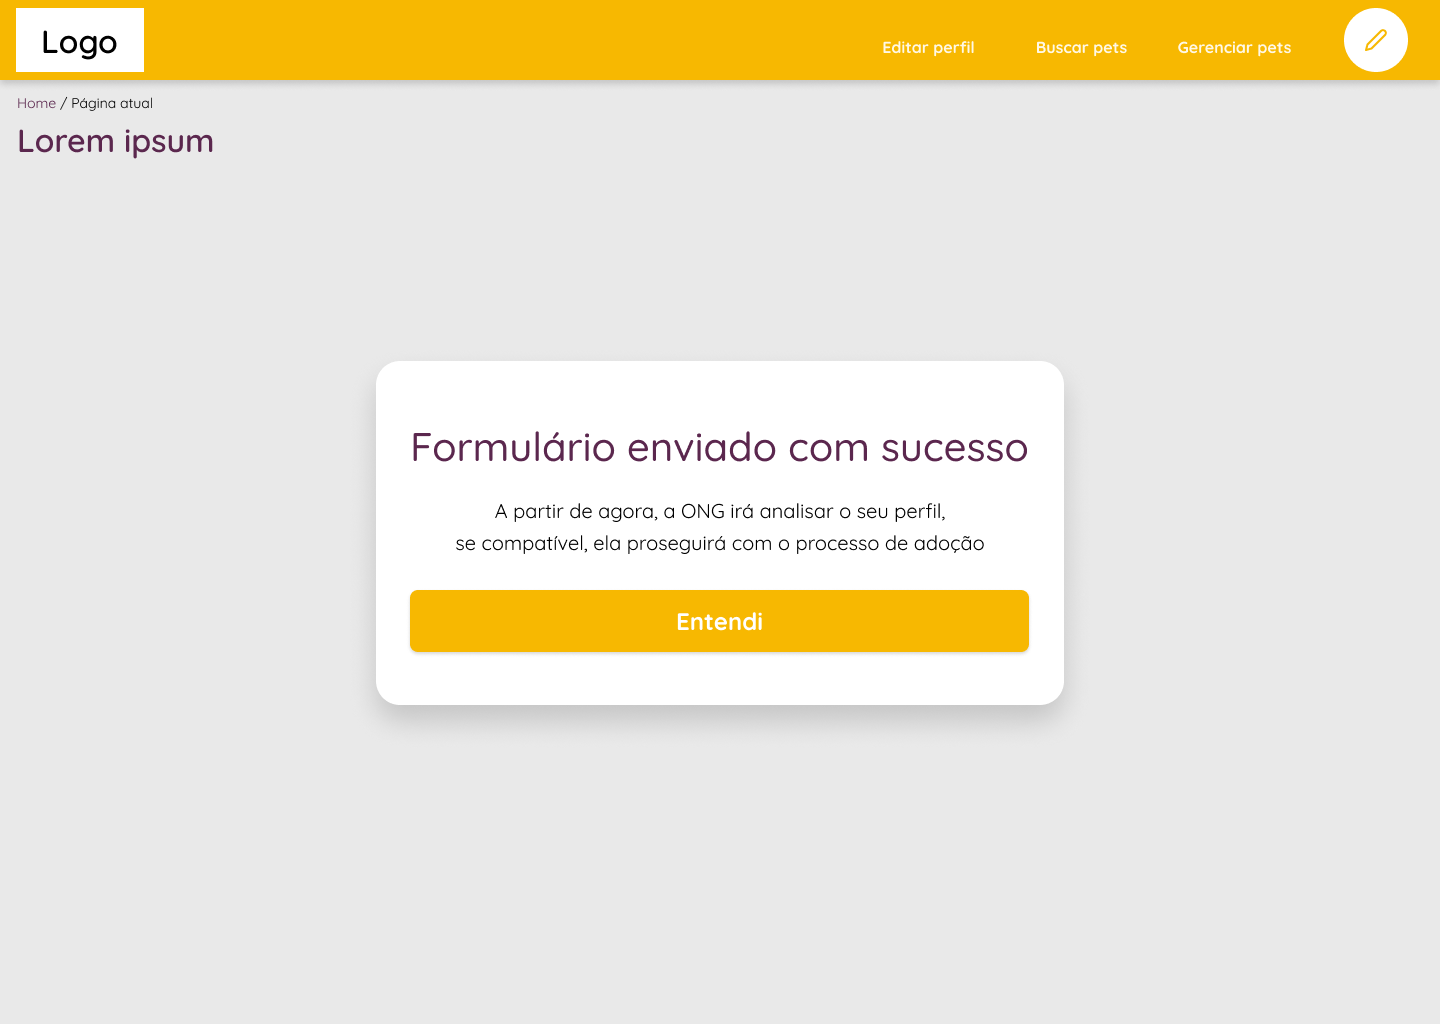 Logo
Editar perfil
Buscar pets
Gerenciar pets
Home / Página atual
Lorem ipsum
Formulário enviado com sucesso
A partir de agora, a ONG irá analisar o seu perfil,
se compatível, ela proseguirá com o processo de adoção
Entendi